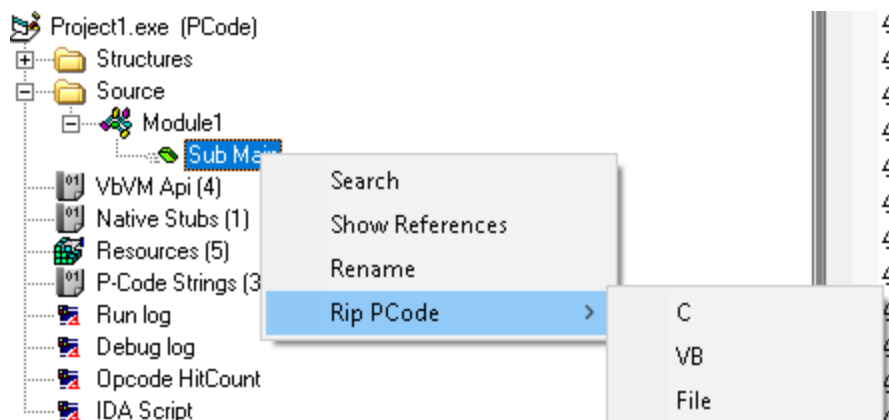 Project1.exe (PCode)
Structures
Source
Module1
Sub Main
VbVM Api (4)
Native Stubs (1)
Resources (5)
P-Code Strings (3
Run log
Debug log
Opcode HitCount
IDA Script
Search
Show References
Rename
Rip PCode
C
VB
File